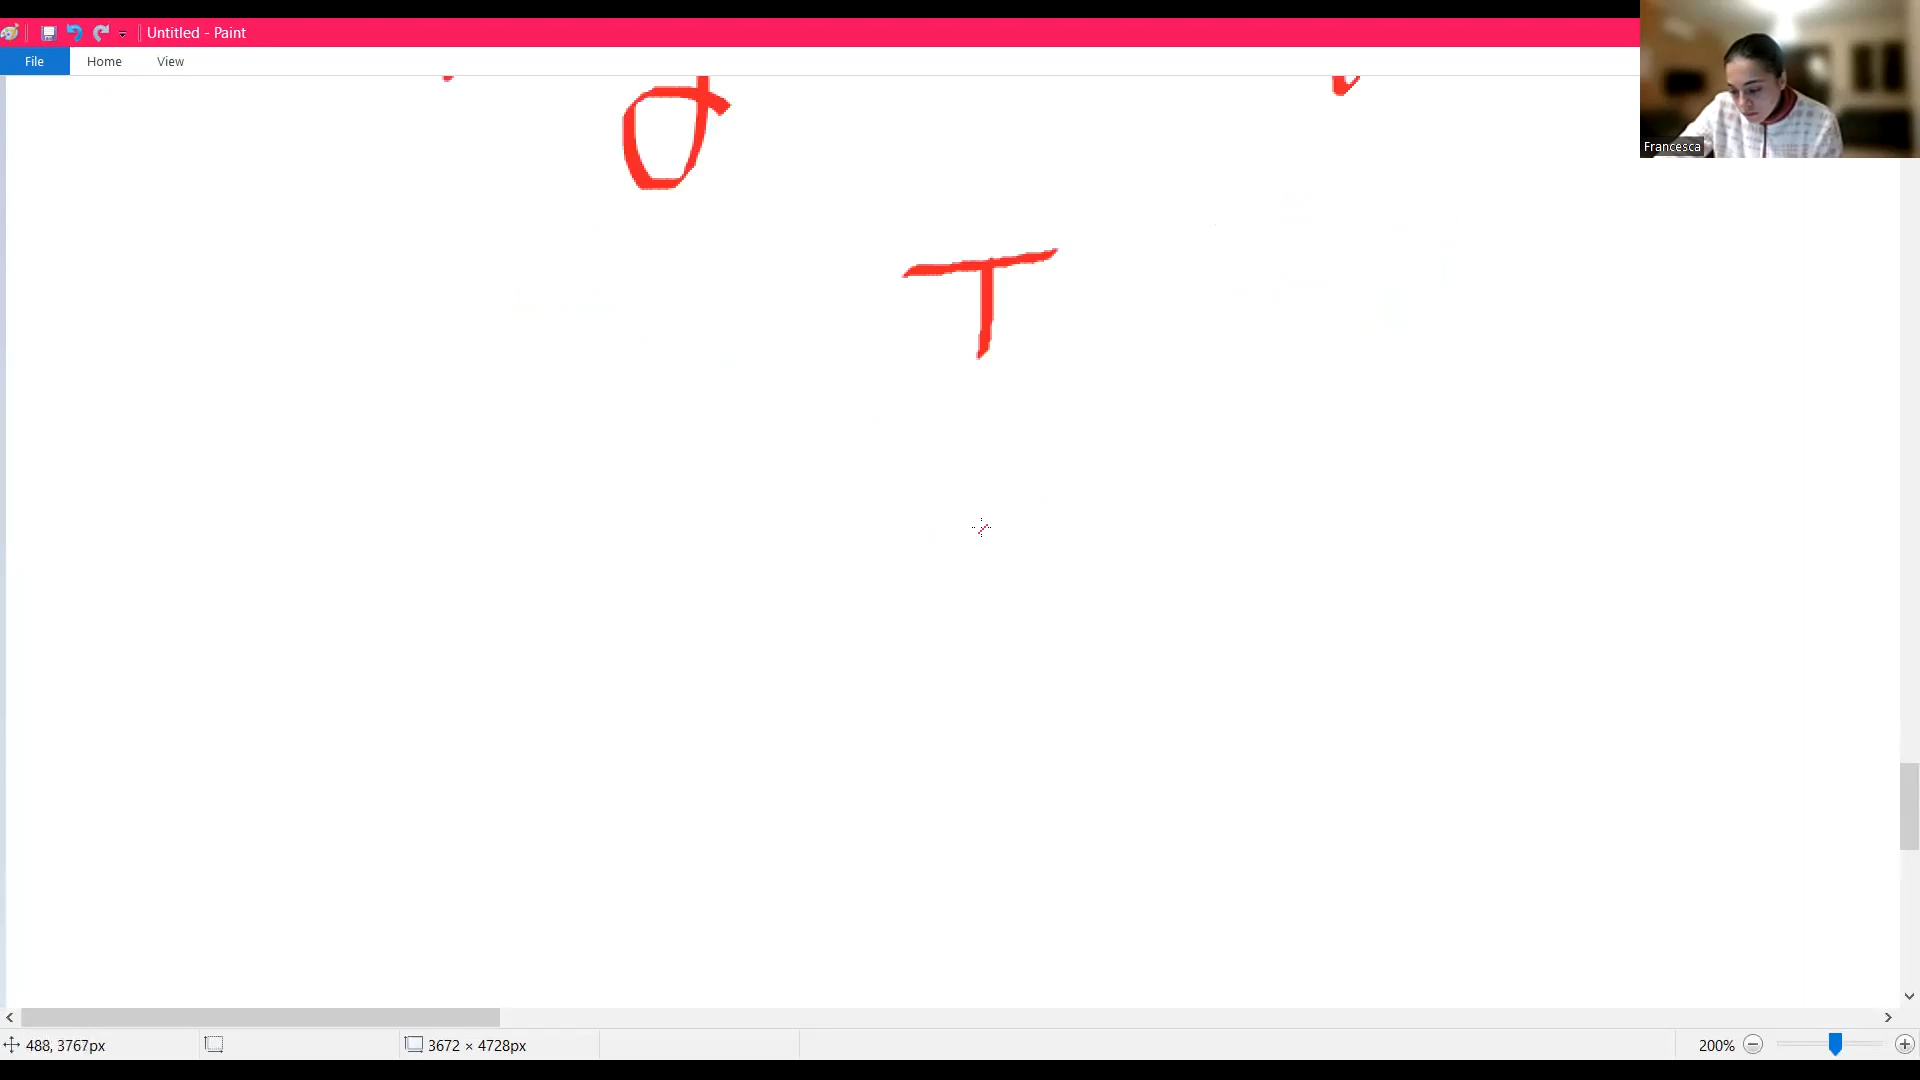 Untitled - Paint
File Home View
Francesca
T
488, 3767px 3672 × 4728px 200%